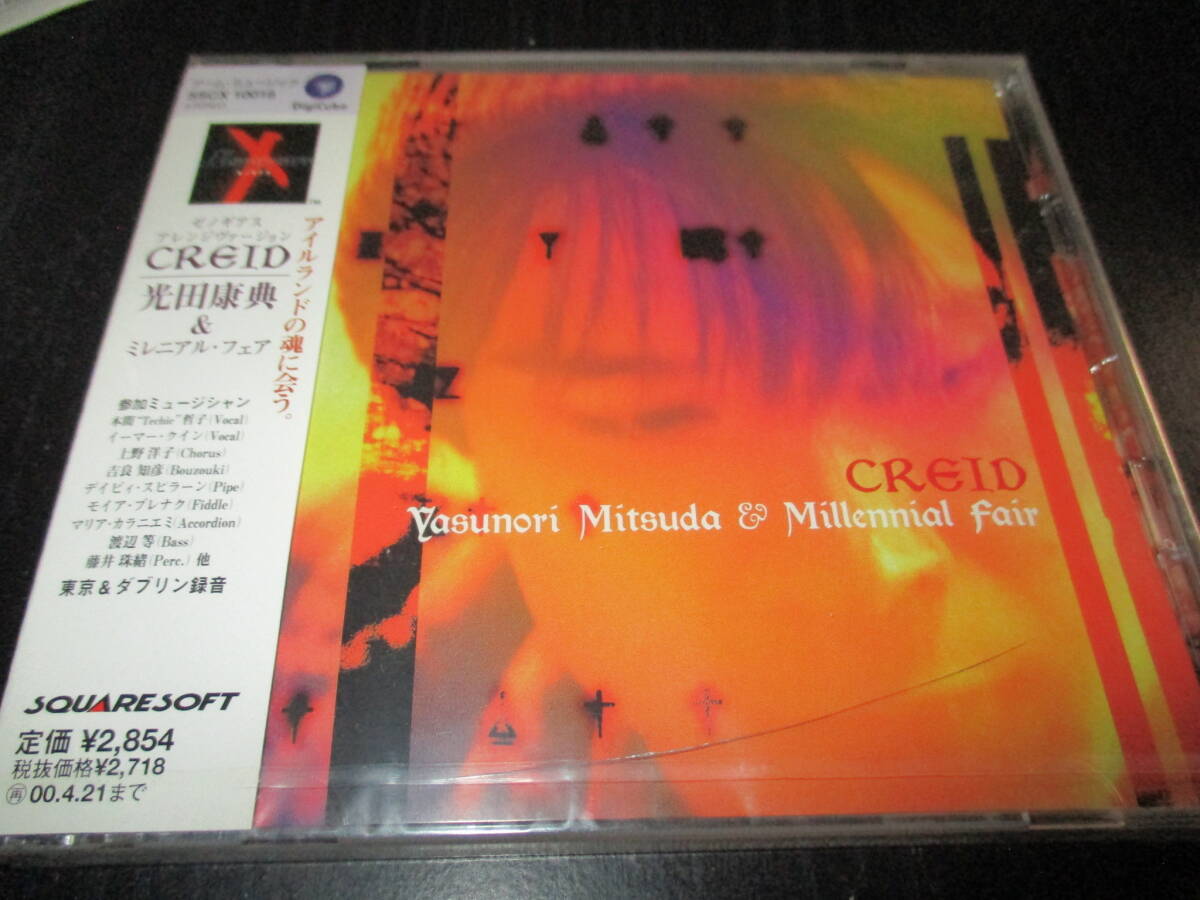 SSCX 10016
DigiCube
ゼノギアス
アレンジヴァージョン
CREID
光田康典
&
ミレニアル・フェア
アイルランドの魂に会う。
参加ミュージシャン
本間"Techie"哲子(Vocal)
イーマー・クイン(Vocal)
上野 洋子(Chorus)
吉良 知彦(Bouzouki)
デイビィ・スピラーン(Pipe)
モイア・ブレナク(Fiddle)
マリア・カラニエミ(Accordion)
渡辺 等(Bass)
藤井 珠緒(Perc.) 他
東京&ダブリン録音
SQUARESOFT
定価 ¥2,854
税抜価格¥2,718
再 00.4.21まで
CREID
Yasunori Mitsuda & Millennial Fair